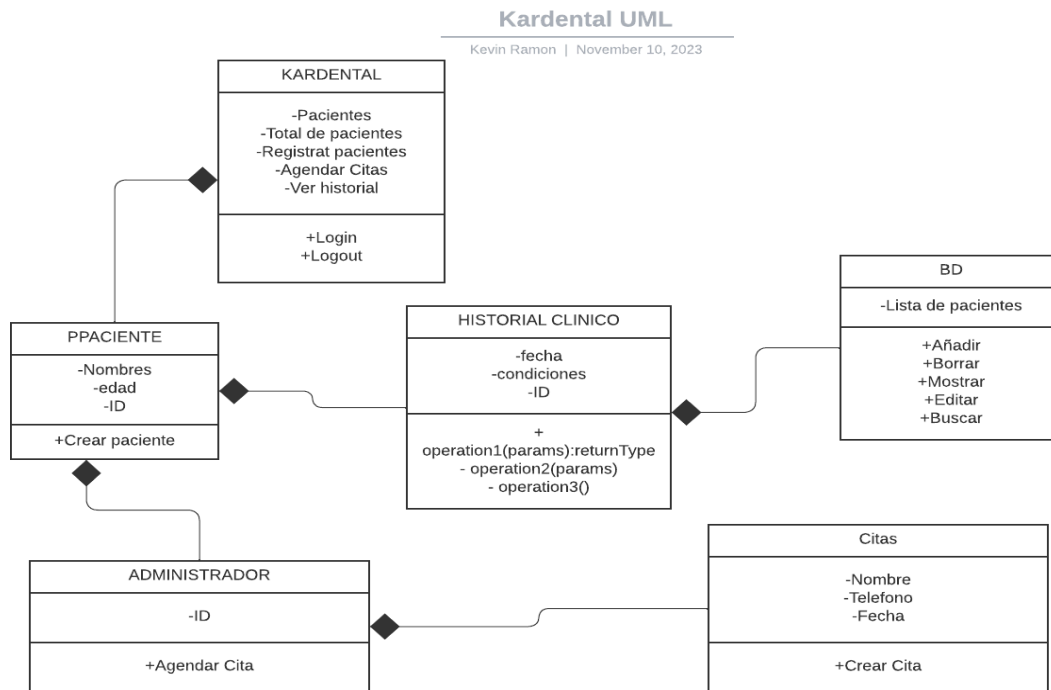 Kardental UML
Kevin Ramon | November 10, 2023
KARDENTAL
-Pacientes
-Total de pacientes
-Registrat pacientes
-Agendar Citas
-Ver historial
+Login
+Logout
PPACIENTE
-Nombres
-edad
-ID
+Crear paciente
HISTORIAL CLINICO
-fecha
-condiciones
-ID
+
operation1(params):returnType
- operation2(params)
- operation3()
BD
-Lista de pacientes
+Añadir
+Borrar
+Mostrar
+Editar
+Buscar
ADMINISTRADOR
-ID
+Agendar Cita
Citas
-Nombre
-Telefono
-Fecha
+Crear Cita